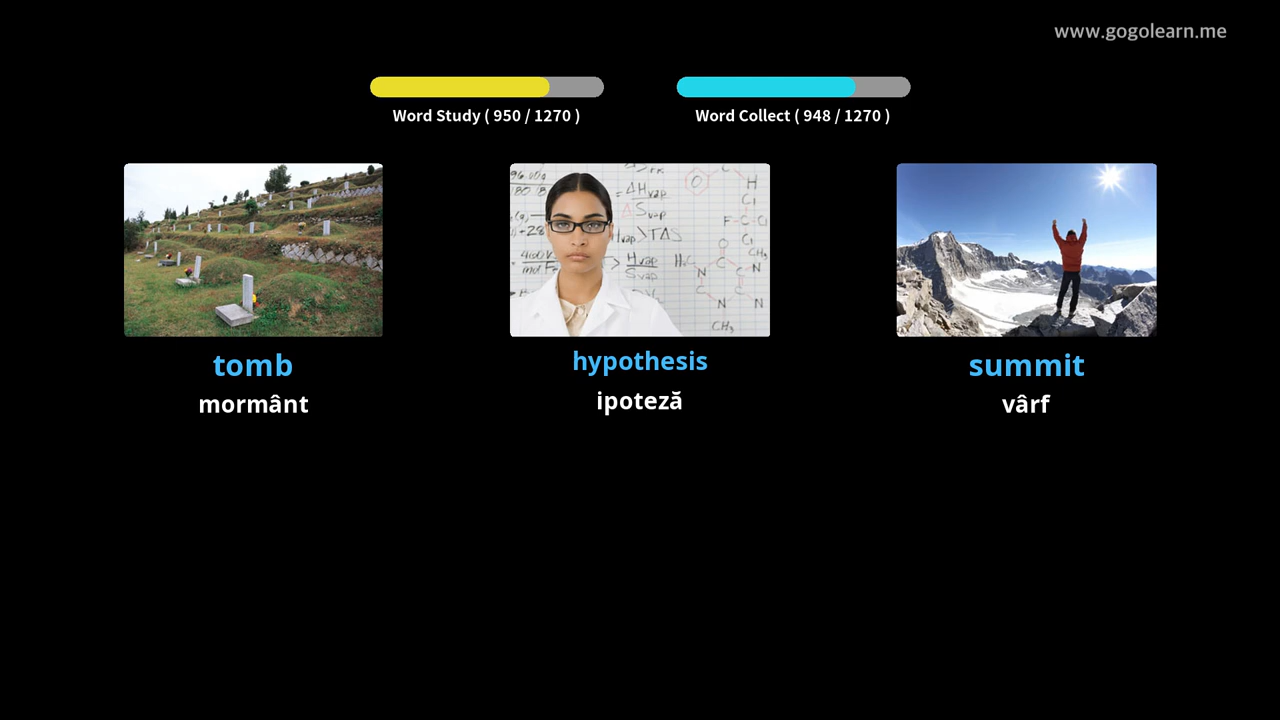 www.gogolearn.me
Word Study ( 950 / 1270 )
Word Collect ( 948 / 1270 )
tomb
mormânt
hypothesis
ipoteză
summit
vârf